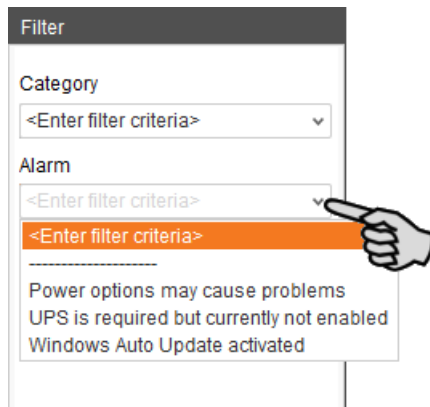 Filter
Category
<Enter filter criteria>
Alarm
<Enter filter criteria>
<Enter filter criteria>
--------------------
Power options may cause problems
UPS is required but currently not enabled
Windows Auto Update activated